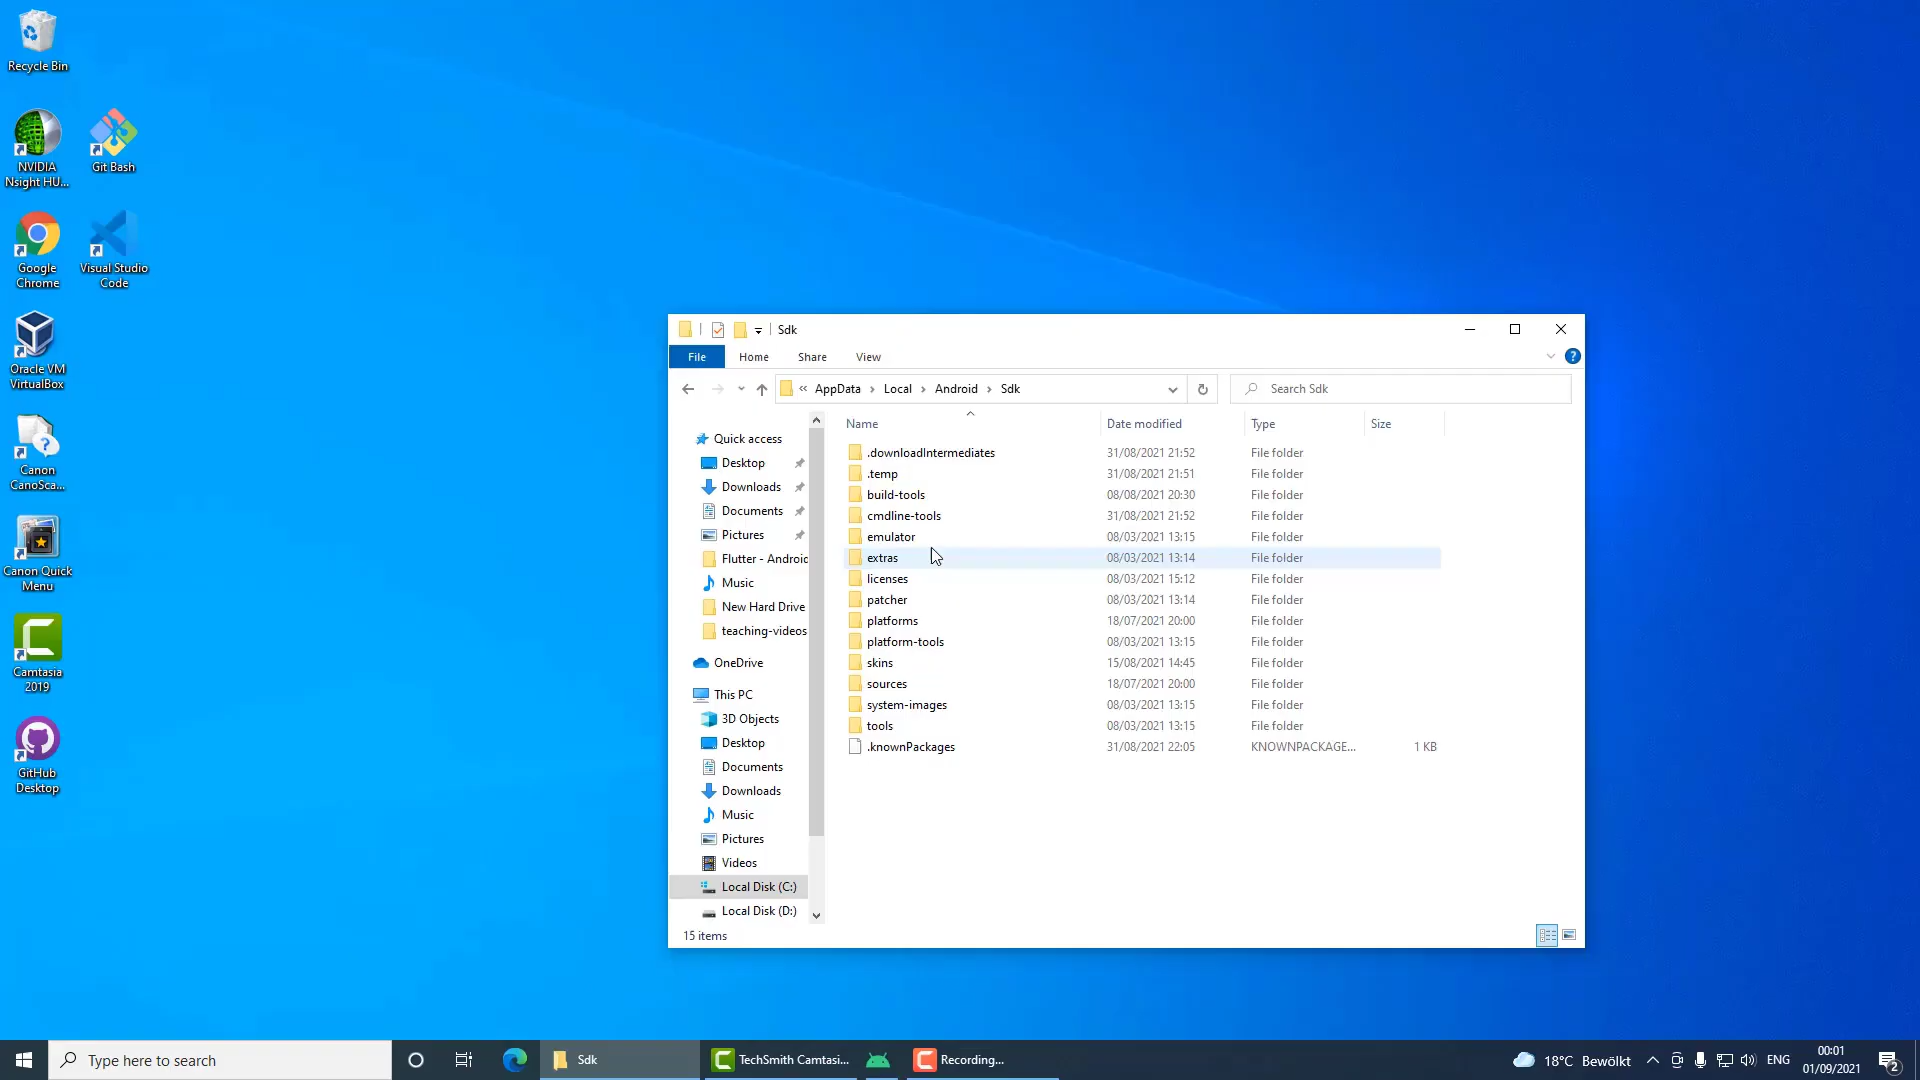 Recycle Bin
NVIDIA
Nsight HU...
Git Bash
Google
Chrome
Visual Studio
Code
Oracle VM
VirtualBox
Canon
CanoSca...
Canon Quick
Menu
Camtasia
2019
GitHub
Desktop
Sdk
File Home Share View
« AppData › Local › Android › Sdk
Search Sdk
Quick access
Desktop
Downloads
Documents
Pictures
Flutter - Android
Music
New Hard Drive
teaching-videos
OneDrive
This PC
3D Objects
Desktop
Documents
Downloads
Music
Pictures
Videos
Local Disk (C:)
Local Disk (D:)
Name Date modified Type Size
.downloadIntermediates 31/08/2021 21:52 File folder
.temp 31/08/2021 21:51 File folder
build-tools 08/08/2021 20:30 File folder
cmdline-tools 31/08/2021 21:52 File folder
emulator 08/03/2021 13:15 File folder
extras 08/03/2021 13:14 File folder
licenses 08/03/2021 15:12 File folder
patcher 08/03/2021 13:14 File folder
platforms 18/07/2021 20:00 File folder
platform-tools 08/03/2021 13:15 File folder
skins 15/08/2021 14:45 File folder
sources 18/07/2021 20:00 File folder
system-images 08/03/2021 13:15 File folder
tools 08/03/2021 13:15 File folder
.knownPackages 31/08/2021 22:05 KNOWNPACKAGE... 1 KB
15 items
Type here to search
Sdk
TechSmith Camtasi...
Recording...
18°C Bewölkt
ENG
00:01
01/09/2021
2